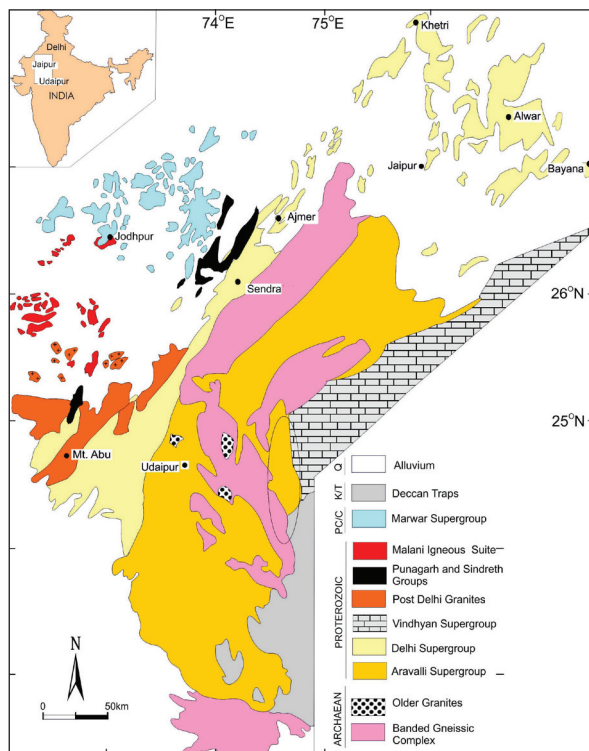 74°E
75°E
Delhi
Jaipur
Udaipur
INDIA
Khetri
Alwar
Jaipur
Bayana
Ajmer
Jodhpur
Sendra
26°N
25°N
Mt. Abu
Udaipur
N
0 50km
Q
Alluvium
K/T
Deccan Traps
PC/C
Marwar Supergroup
PROTEROZOIC
Malani Igneous Suite
Punagarh and Sindreth
Groups
Post Delhi Granites
Vindhyan Supergroup
Delhi Supergroup
Aravalli Supergroup
ARCHAEAN
Older Granites
Banded Gneissic
Complex